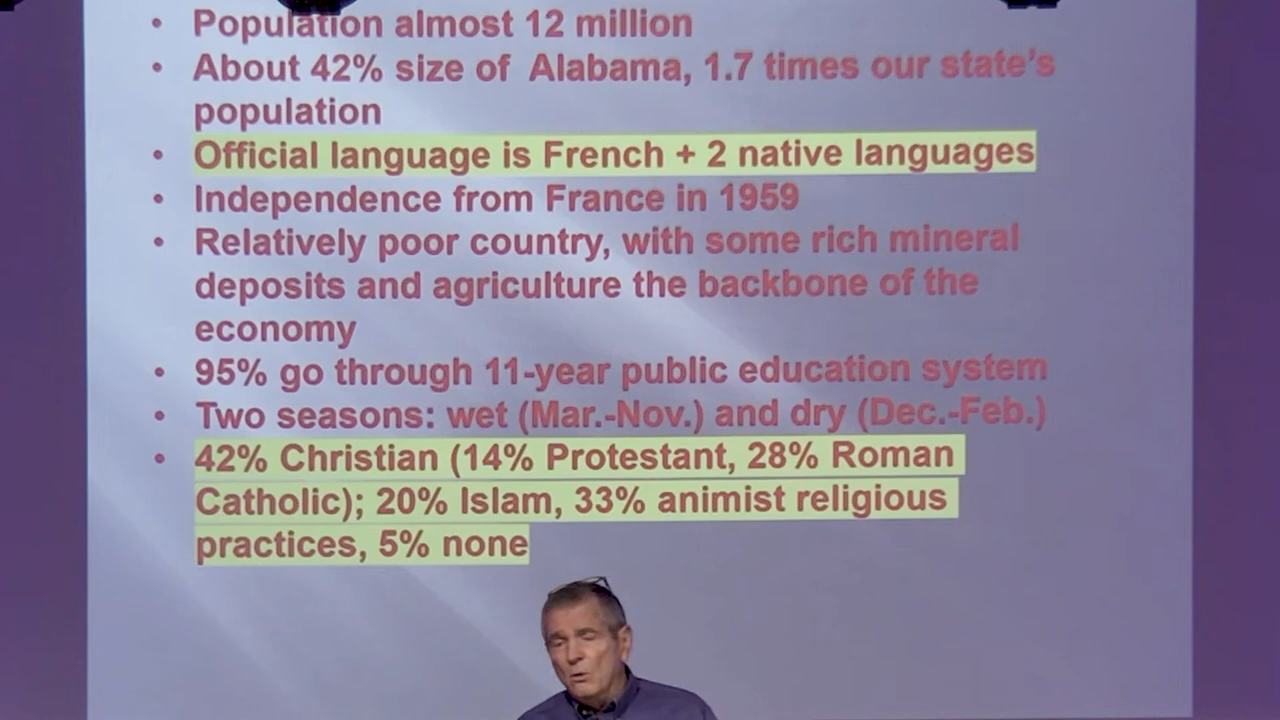 • Population almost 12 million
• About 42% size of Alabama, 1.7 times our state's
population
• Official language is French + 2 native languages
• Independence from France in 1959
• Relatively poor country, with some rich mineral
deposits and agriculture the backbone of the
economy
• 95% go through 11-year public education system
• Two seasons: wet (Mar.-Nov.) and dry (Dec.-Feb.)
• 42% Christian (14% Protestant, 28% Roman
Catholic); 20% Islam, 33% animist religious
practices, 5% none